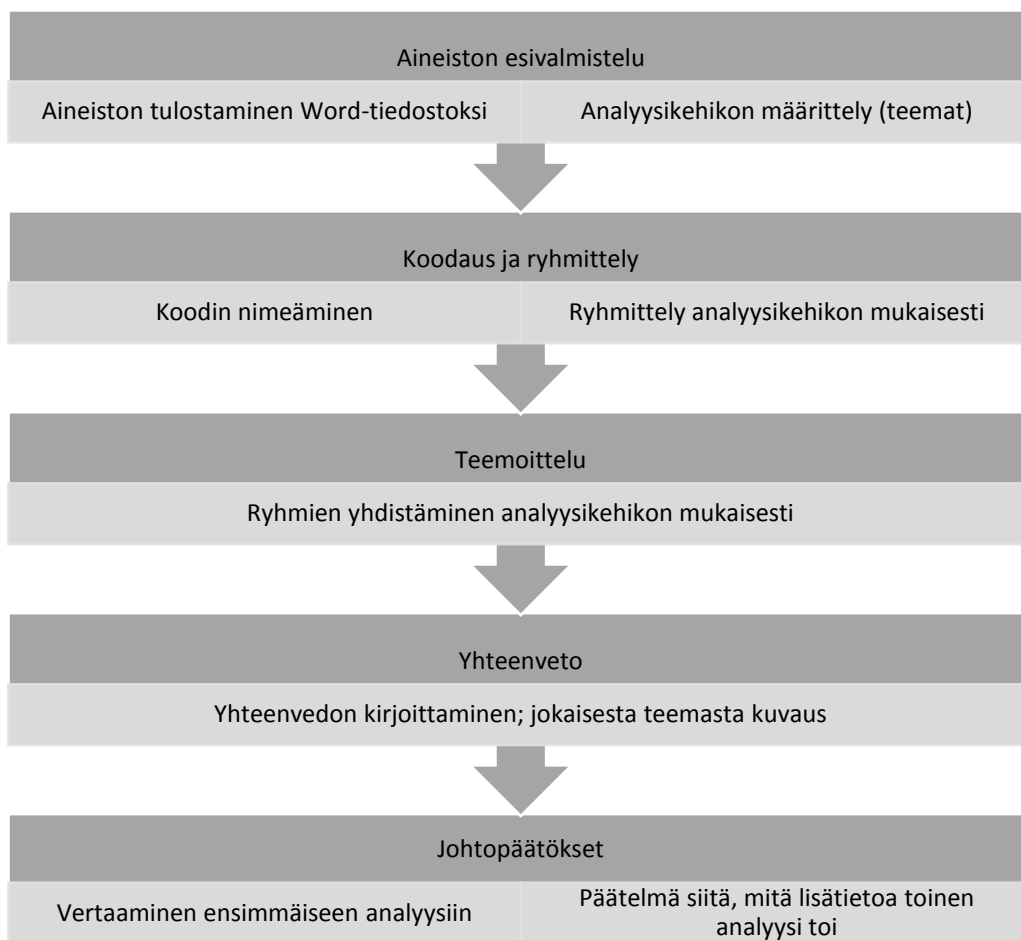 Aineiston esivalmistelu
Aineiston tulostaminen Word-tiedostoksi
Analyysikehikon määrittely (teemat)
Koodaus ja ryhmittely
Koodin nimeäminen
Ryhmittely analyysikehikon mukaisesti
Teemoittelu
Ryhmien yhdistäminen analyysikehikon mukaisesti
Yhteenveto
Yhteenvedon kirjoittaminen; jokaisesta teemasta kuvaus
Johtopäätökset
Vertaaminen ensimmäiseen analyysiin
Päätelmä siitä, mitä lisätietoa toinen
analyysi toi